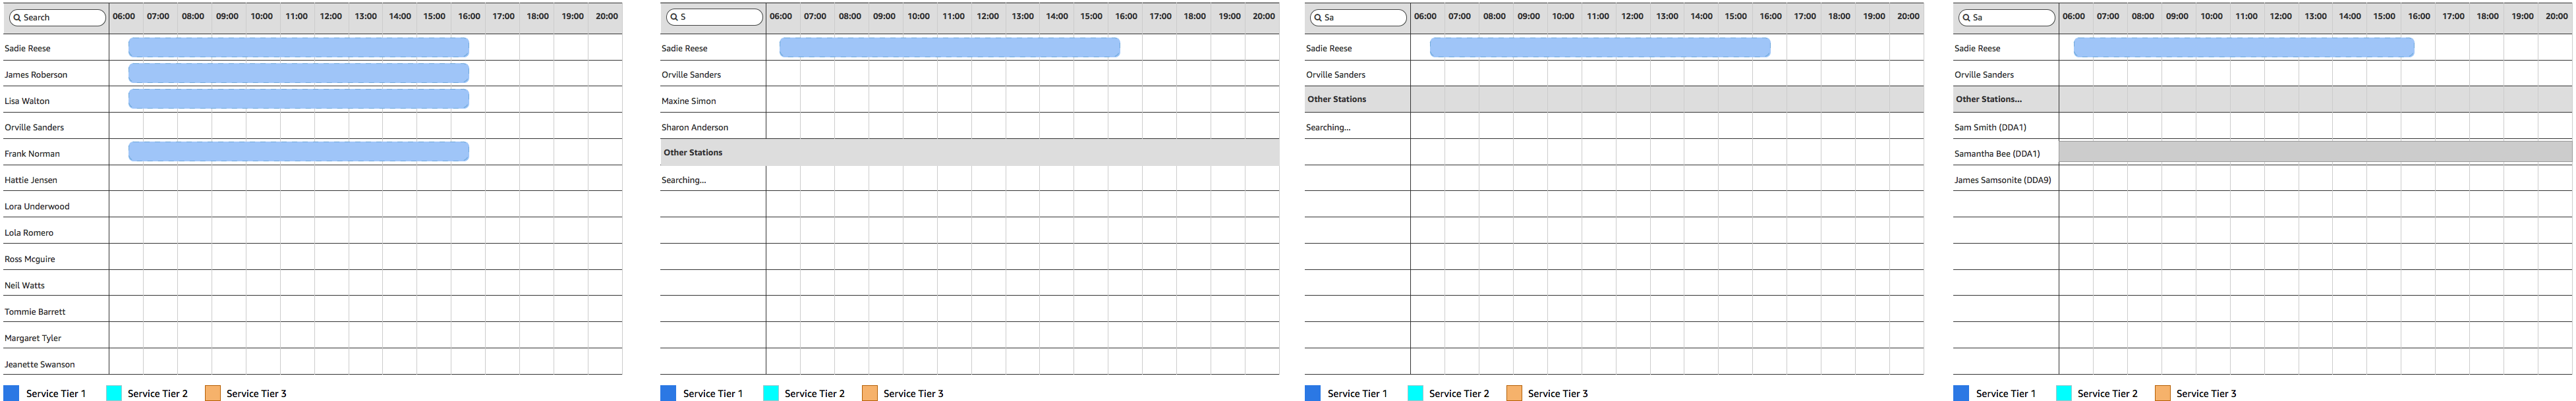 Search 06:00 07:00 08:00 09:00 10:00 11:00 12:00 13:00 14:00 15:00 16:00 17:00 18:00 19:00 20:00
Sadie Reese
James Roberson
Lisa Walton
Orville Sanders
Frank Norman
Hattie Jensen
Lora Underwood
Lola Romero
Ross Mcguire
Neil Watts
Tommie Barrett
Margaret Tyler
Jeanette Swanson
Service Tier 1 Service Tier 2 Service Tier 3
S 06:00 07:00 08:00 09:00 10:00 11:00 12:00 13:00 14:00 15:00 16:00 17:00 18:00 19:00 20:00
Sadie Reese
Orville Sanders
Maxine Simon
Sharon Anderson
Other Stations
Searching...
Service Tier 1 Service Tier 2 Service Tier 3
Sa 06:00 07:00 08:00 09:00 10:00 11:00 12:00 13:00 14:00 15:00 16:00 17:00 18:00 19:00 20:00
Sadie Reese
Orville Sanders
Other Stations
Searching...
Service Tier 1 Service Tier 2 Service Tier 3
Sa 06:00 07:00 08:00 09:00 10:00 11:00 12:00 13:00 14:00 15:00 16:00 17:00 18:00 19:00 20:00
Sadie Reese
Orville Sanders
Other Stations...
Sam Smith (DDA1)
Samantha Bee (DDA1)
James Samsonite (DDA9)
Service Tier 1 Service Tier 2 Service Tier 3